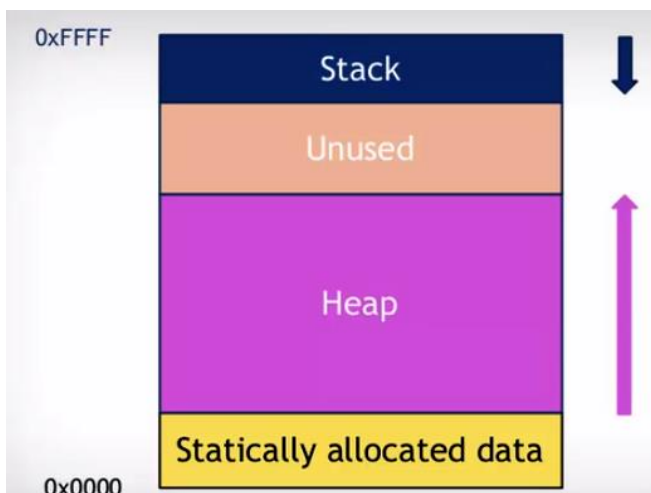 0xFFFF
Stack
Unused
Heap
Statically allocated data
0x0000